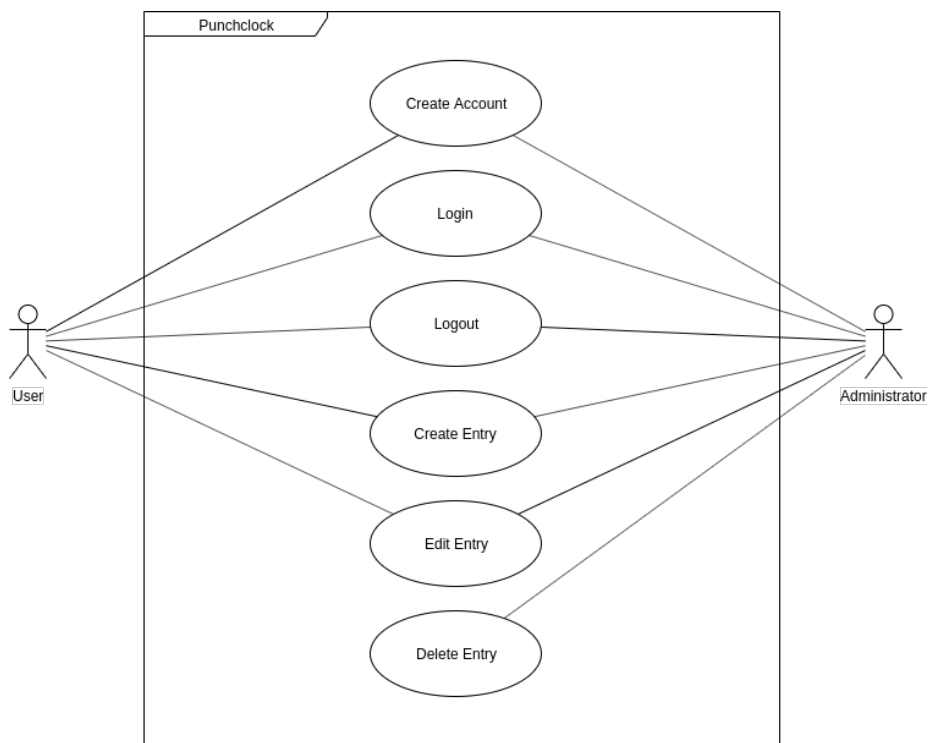 Punchclock
Create Account
Login
Logout
User
Administrator
Create Entry
Edit Entry
Delete Entry